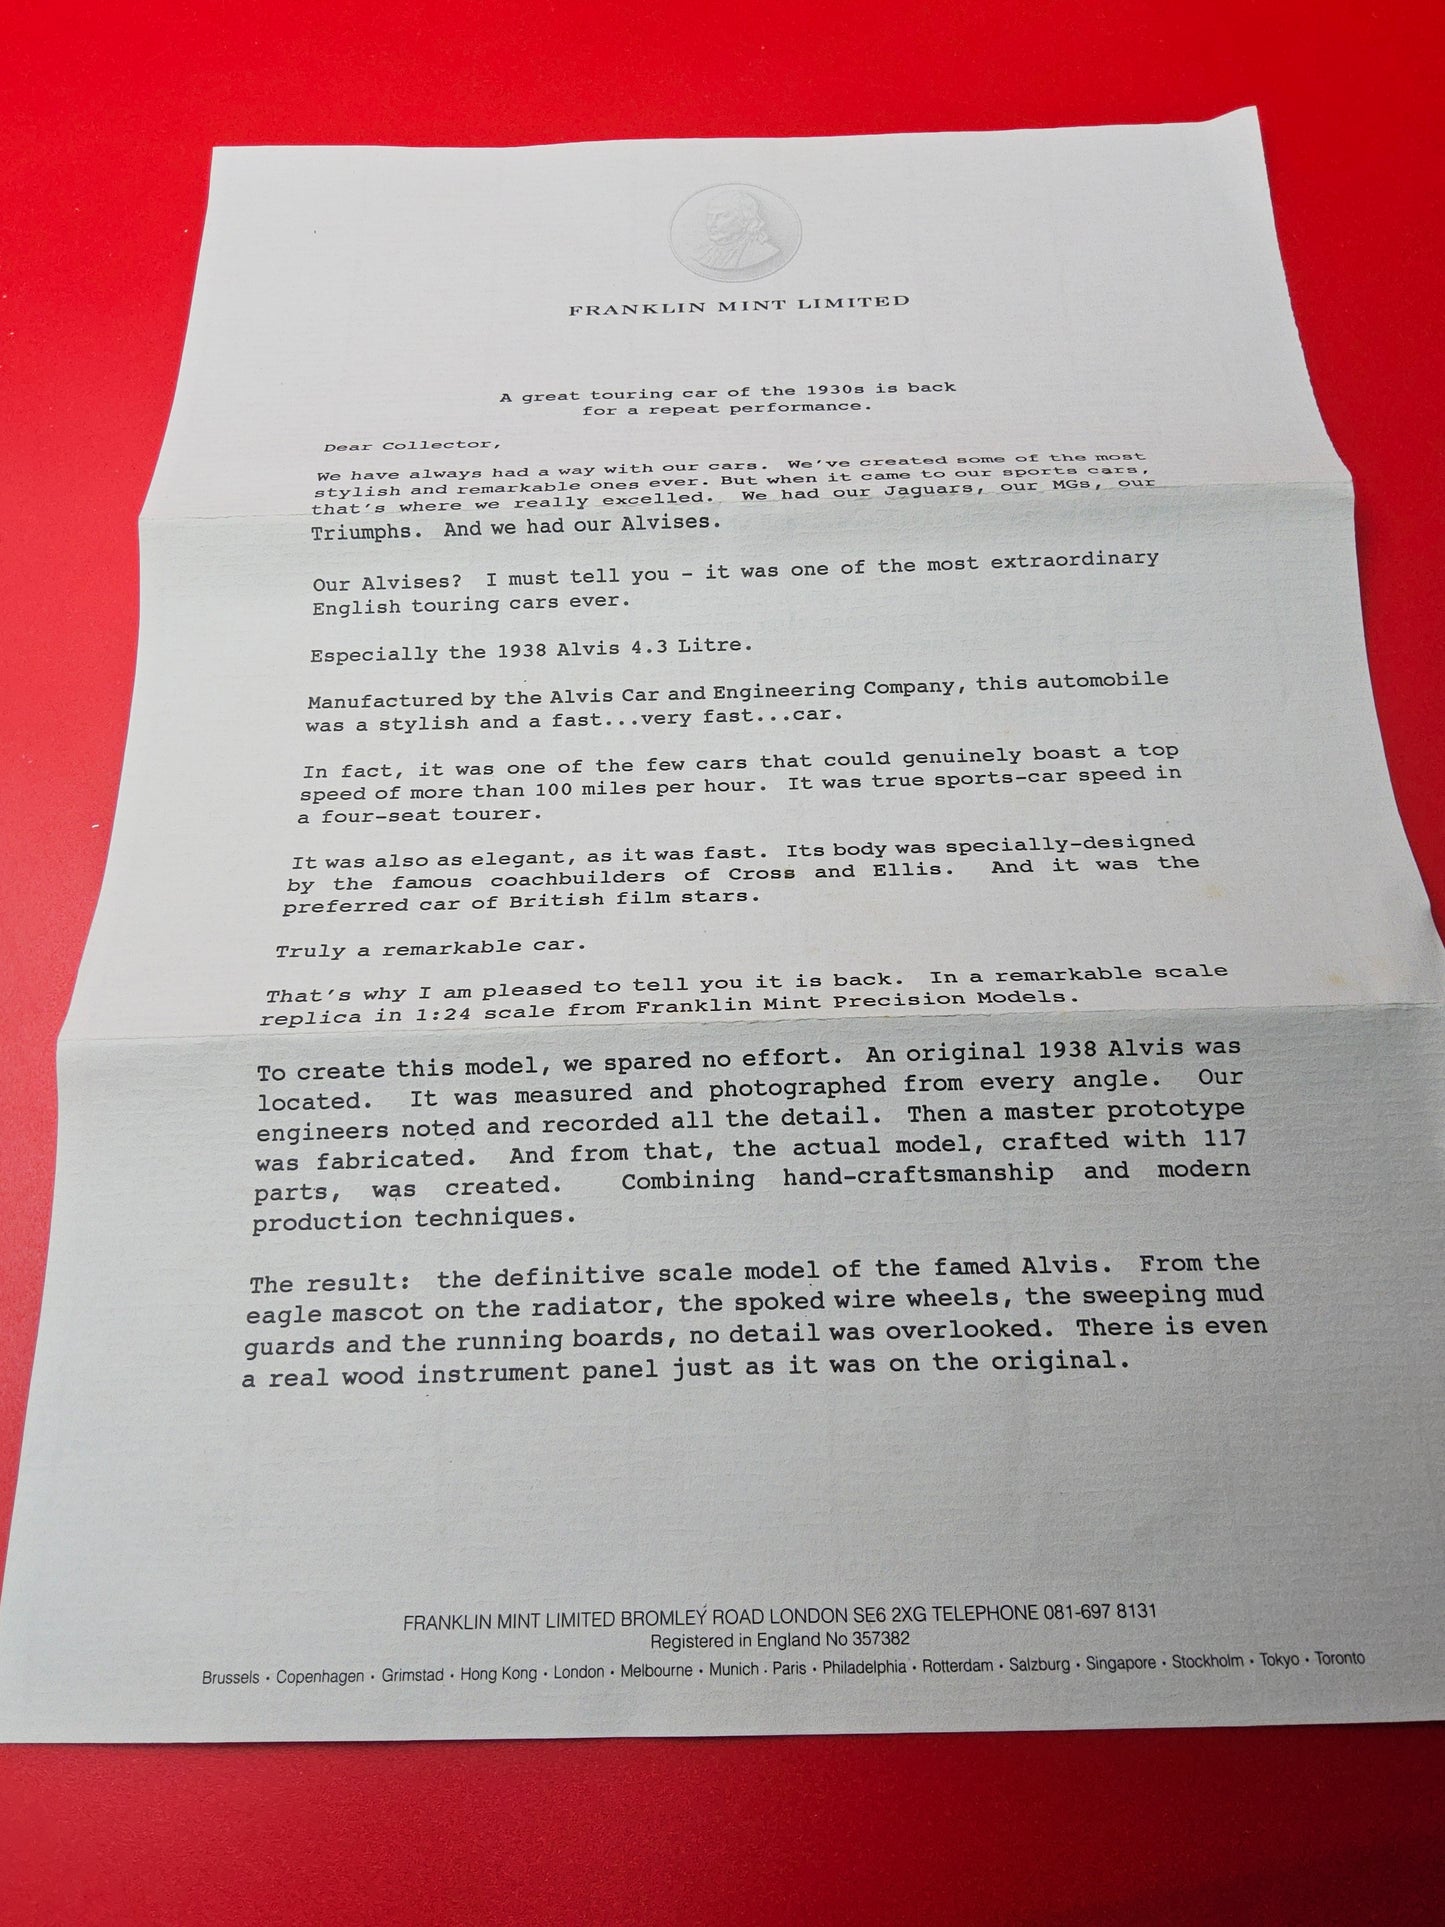 FRANKLIN MINT LIMITED
A great touring car of the 1930s is back
for a repeat performance.
Dear Collector,
We have always had a way with our cars. We've created some of the most
stylish and remarkable ones ever. But when it came to our sports cars,
that's where we really excelled. We had our Jaguars, our MGs, our
Triumphs. And we had our Alvises.
Our Alvises? I must tell you - it was one of the most extraordinary
English touring cars ever.
Especially the 1938 Alvis 4.3 Litre.
Manufactured by the Alvis Car and Engineering Company, this automobile
was a stylish and a fast...very fast...car.
In fact, it was one of the few cars that could genuinely boast a top
speed of more than 100 miles per hour. It was true sports-car speed in
a four-seat tourer.
It was also as elegant, as it was fast. Its body was specially-designed
by the famous coachbuilders of Cross and Ellis. And it was the
preferred car of British film stars.
Truly a remarkable car.
That's why I am pleased to tell you it is back. In a remarkable scale
replica in 1:24 scale from Franklin Mint Precision Models.
To create this model, we spared no effort. An original 1938 Alvis was
located. It was measured and photographed from every angle. Our
engineers noted and recorded all the detail. Then a master prototype
was fabricated. And from that, the actual model, crafted with 117
parts, was created. Combining hand-craftsmanship and modern
production techniques.
The result: the definitive scale model of the famed Alvis. From the
eagle mascot on the radiator, the spoked wire wheels, the sweeping mud
guards and the running boards, no detail was overlooked. There is even
a real wood instrument panel just as it was on the original.
FRANKLIN MINT LIMITED BROMLEY ROAD LONDON SE6 2XG TELEPHONE 081-697 8131
Registered in England No 357382
Brussels • Copenhagen • Grimstad • Hong Kong • London • Melbourne • Munich • Paris • Philadelphia • Rotterdam • Salzburg • Singapore • Stockholm • Tokyo • Toronto